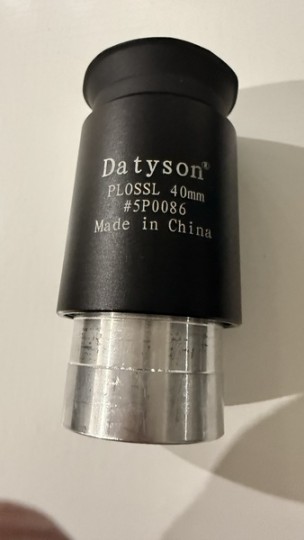 Datyson®
PLOSSL 40mm
#5P0086
Made in China